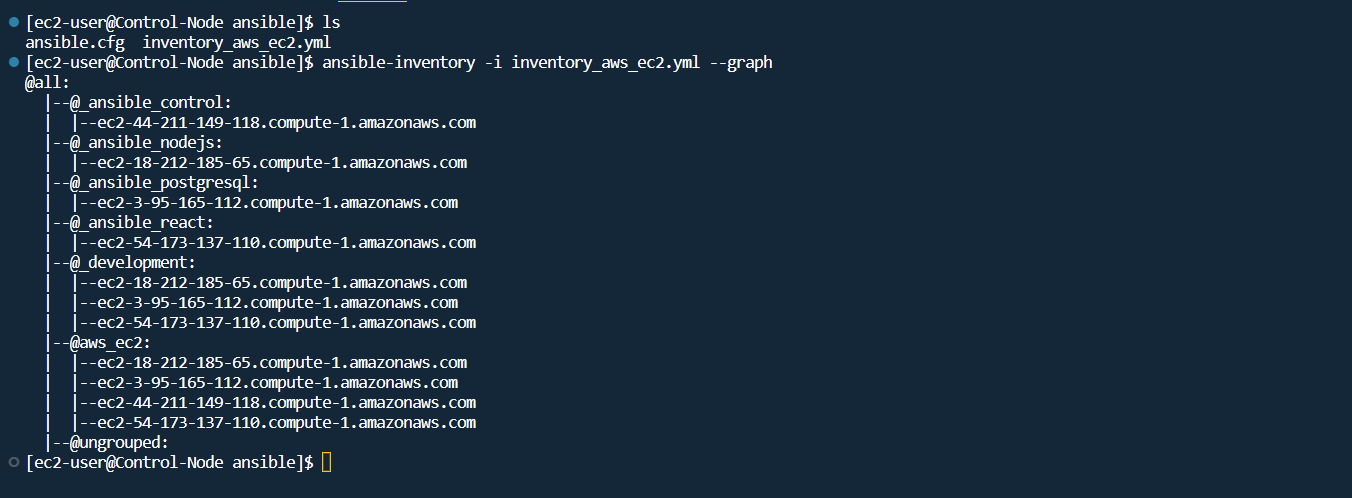 [ec2-user@Control-Node ansible]$ ls
ansible.cfg  inventory_aws_ec2.yml
[ec2-user@Control-Node ansible]$ ansible-inventory -i inventory_aws_ec2.yml --graph
@all:
  |--@_ansible_control:
  |  |--ec2-44-211-149-118.compute-1.amazonaws.com
  |--@_ansible_nodejs:
  |  |--ec2-18-212-185-65.compute-1.amazonaws.com
  |--@_ansible_postgresql:
  |  |--ec2-3-95-165-112.compute-1.amazonaws.com
  |--@_ansible_react:
  |  |--ec2-54-173-137-110.compute-1.amazonaws.com
  |--@_development:
  |  |--ec2-18-212-185-65.compute-1.amazonaws.com
  |  |--ec2-3-95-165-112.compute-1.amazonaws.com
  |  |--ec2-54-173-137-110.compute-1.amazonaws.com
  |--@aws_ec2:
  |  |--ec2-18-212-185-65.compute-1.amazonaws.com
  |  |--ec2-3-95-165-112.compute-1.amazonaws.com
  |  |--ec2-44-211-149-118.compute-1.amazonaws.com
  |  |--ec2-54-173-137-110.compute-1.amazonaws.com
  |--@ungrouped:
[ec2-user@Control-Node ansible]$